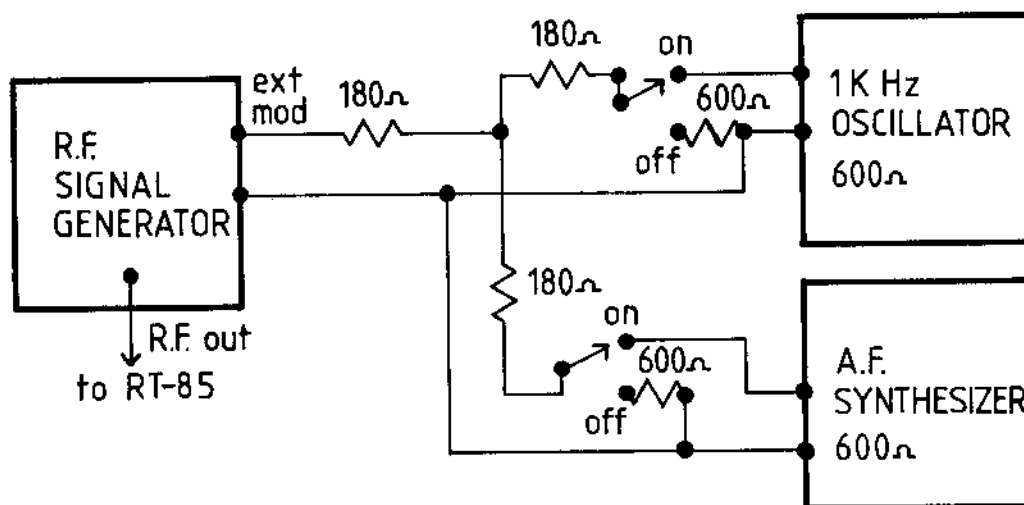 R.F.
SIGNAL
GENERATOR
ext
mod
180Ω
180Ω
on
600Ω
off
1K Hz
OSCILLATOR
600Ω
180Ω
on
600Ω
off
A.F.
SYNTHESIZER
600Ω
R.F. out
to RT-85